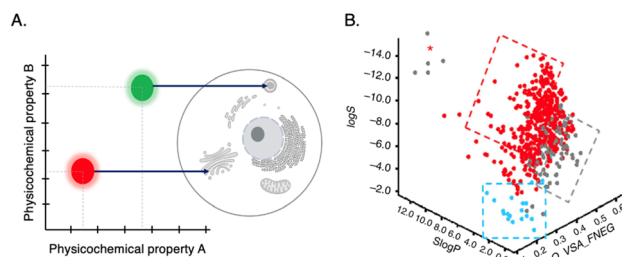 A.
Physicochemical property B
Physicochemical property A
B.
logS
−14.0
−12.0
−10.0
−8.0
−6.0
−4.0
−2.0
*
12.0
10.0
8.0
6.0
4.0
2.0
SlogP
0.2
0.3
0.4
0.5
0.6
VSA_FNEG